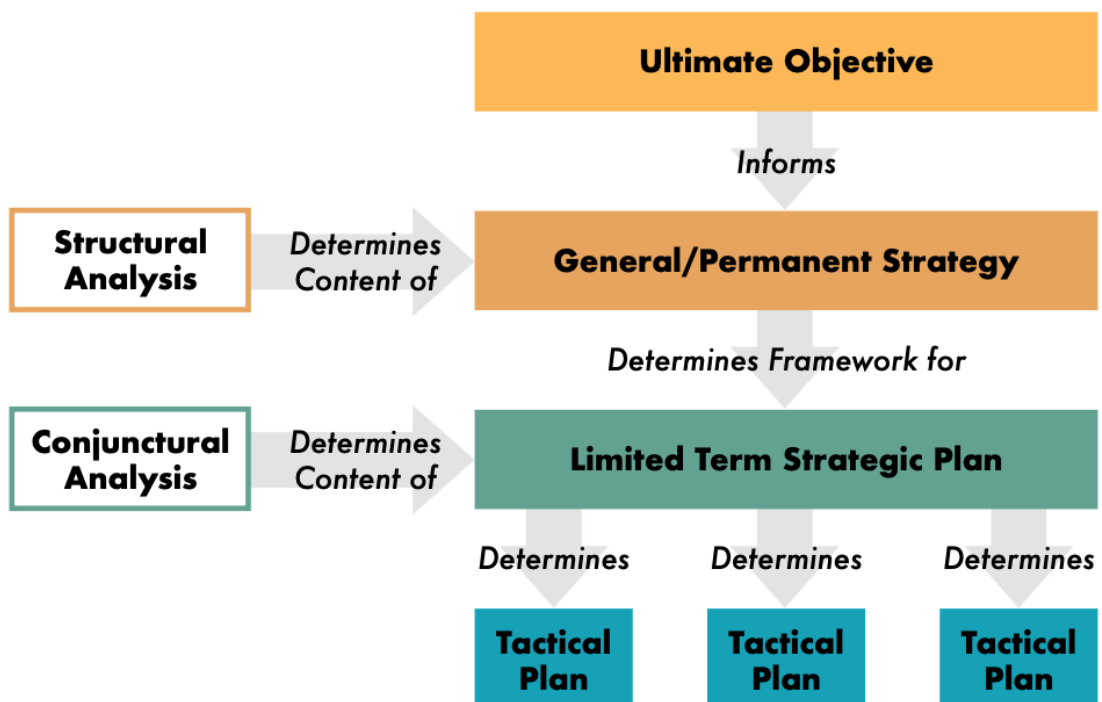 Ultimate Objective
Informs
Structural
Analysis
Determines
Content of
General/Permanent Strategy
Determines Framework for
Conjunctural
Analysis
Determines
Content of
Limited Term Strategic Plan
Determines
Determines
Determines
Tactical
Plan
Tactical
Plan
Tactical
Plan